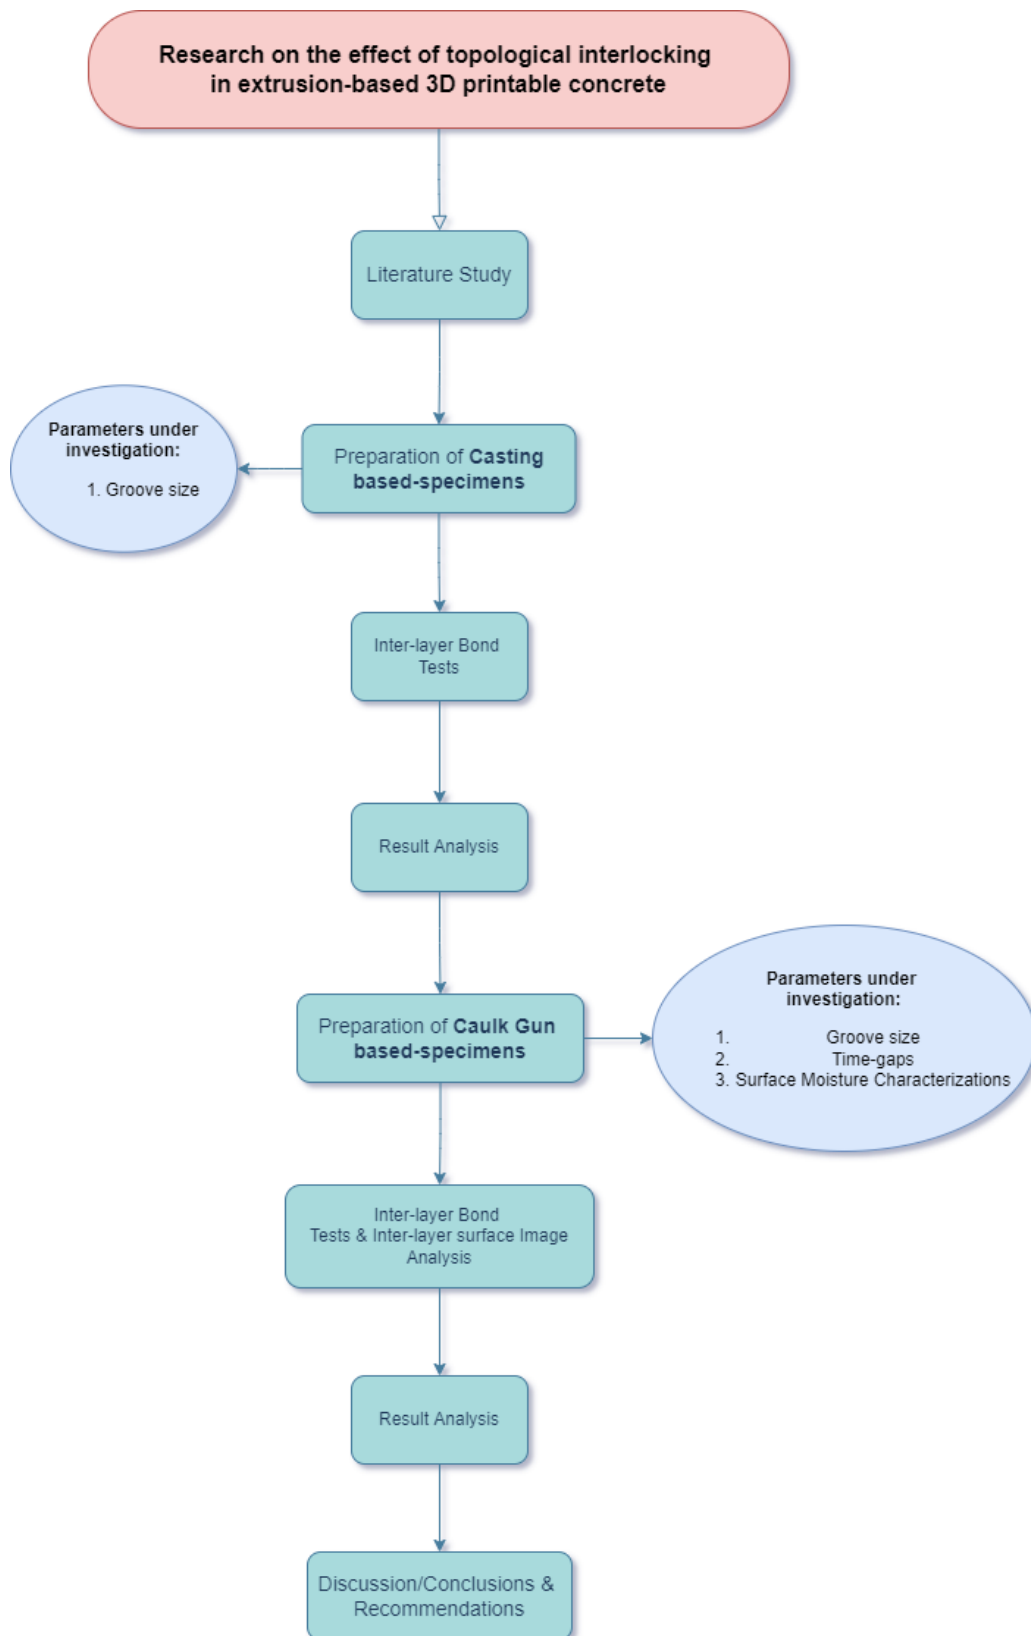 Research on the effect of topological interlocking
in extrusion-based 3D printable concrete
Literature Study
Parameters under
investigation:
1. Groove size
Preparation of Casting
based-specimens
Inter-layer Bond
Tests
Result Analysis
Preparation of Caulk Gun
based-specimens
Parameters under
investigation:
1. Groove size
2. Time-gaps
3. Surface Moisture Characterizations
Inter-layer Bond
Tests & Inter-layer surface Image
Analysis
Result Analysis
Discussion/Conclusions &
Recommendations